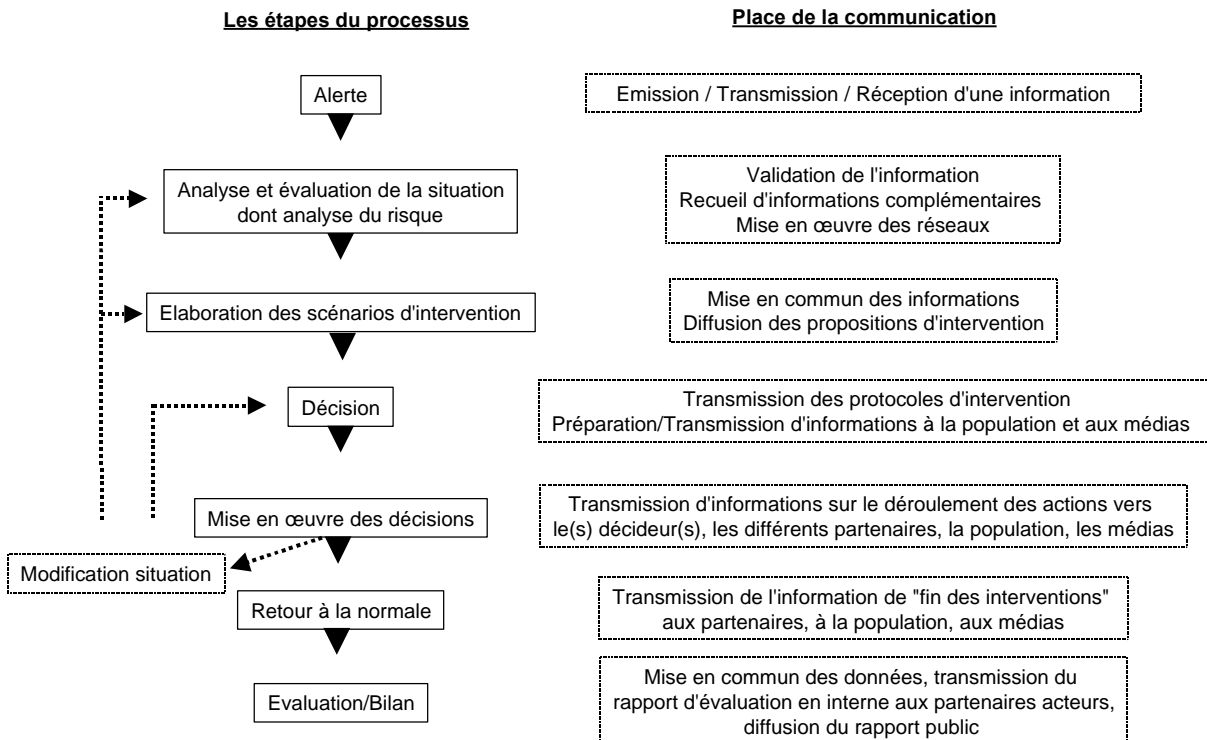 Les étapes du processus
Place de la communication
Alerte
Emission / Transmission / Réception d'une information
Analyse et évaluation de la situation
dont analyse du risque
Validation de l'information
Recueil d'informations complémentaires
Mise en œuvre des réseaux
Elaboration des scénarios d'intervention
Mise en commun des informations
Diffusion des propositions d'intervention
Décision
Transmission des protocoles d'intervention
Préparation/Transmission d'informations à la population et aux médias
Mise en œuvre des décisions
Transmission d'informations sur le déroulement des actions vers
le(s) décideur(s), les différents partenaires, la population, les médias
Modification situation
Retour à la normale
Transmission de l'information de "fin des interventions"
aux partenaires, à la population, aux médias
Evaluation/Bilan
Mise en commun des données, transmission du
rapport d'évaluation en interne aux partenaires acteurs,
diffusion du rapport public